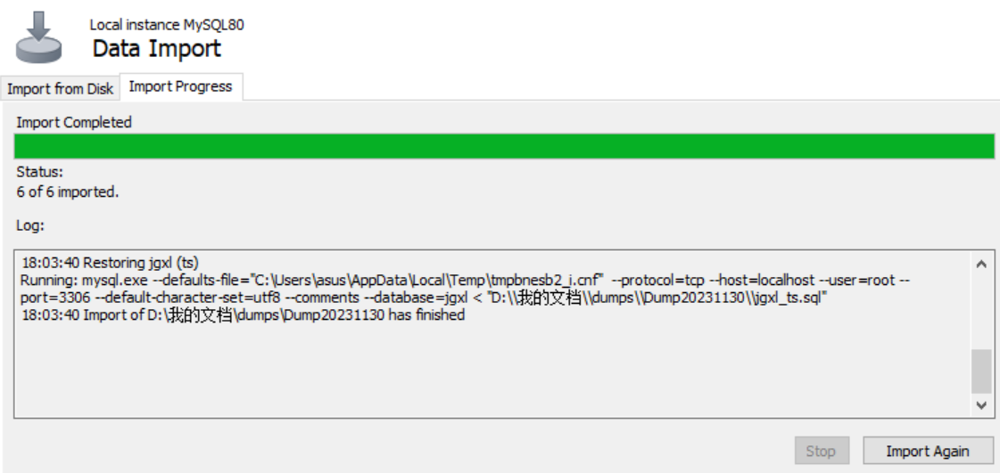 Local instance MySQL80
Data Import
Import from Disk
Import Progress
Import Completed
Status:
6 of 6 imported.
Log:
18:03:40 Restoring jgxl (ts)
Running: mysql.exe --defaults-file="C:\Users\asus\AppData\Local\Temp\tmpbnesb2_i.cnf"  --protocol=tcp --host=localhost --user=root --
port=3306 --default-character-set=utf8 --comments --database=jgxl < "D:\\我的文档\\dumps\\Dump20231130\\jgxl_ts.sql"
18:03:40 Import of D:\我的文档\dumps\Dump20231130 has finished
Stop
Import Again